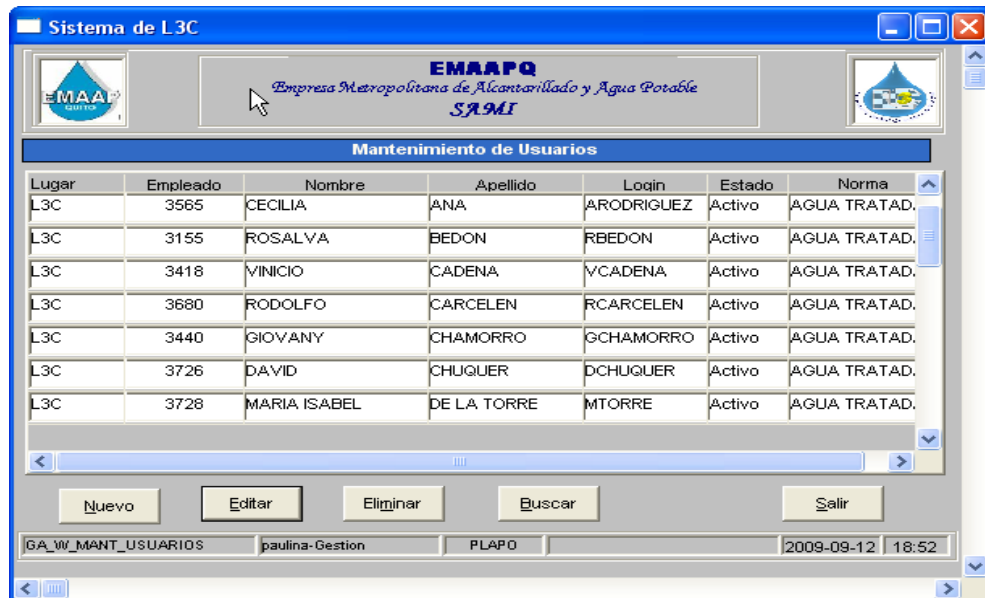 Sistema de L3C
EMAAP
QUITO
EMAAPQ
Empresa Metropolitana de Alcantarillado y Agua Potable
SAMI
Mantenimiento de Usuarios
Lugar Empleado Nombre Apellido Login Estado Norma
L3C 3565 CECILIA ANA ARODRIGUEZ Activo AGUA TRATAD.
L3C 3155 ROSALVA BEDON RBEDON Activo AGUA TRATAD.
L3C 3418 VINICIO CADENA VCADENA Activo AGUA TRATAD.
L3C 3680 RODOLFO CARCELEN RCARCELEN Activo AGUA TRATAD.
L3C 3440 GIOVANY CHAMORRO GCHAMORRO Activo AGUA TRATAD.
L3C 3726 DAVID CHUQUER DCHUQUER Activo AGUA TRATAD.
L3C 3728 MARIA ISABEL DE LA TORRE MTORRE Activo AGUA TRATAD.
Nuevo Editar Eliminar Buscar Salir
GA_W_MANT_USUARIOS paulina-Gestion PLAPO 2009-09-12 18:52